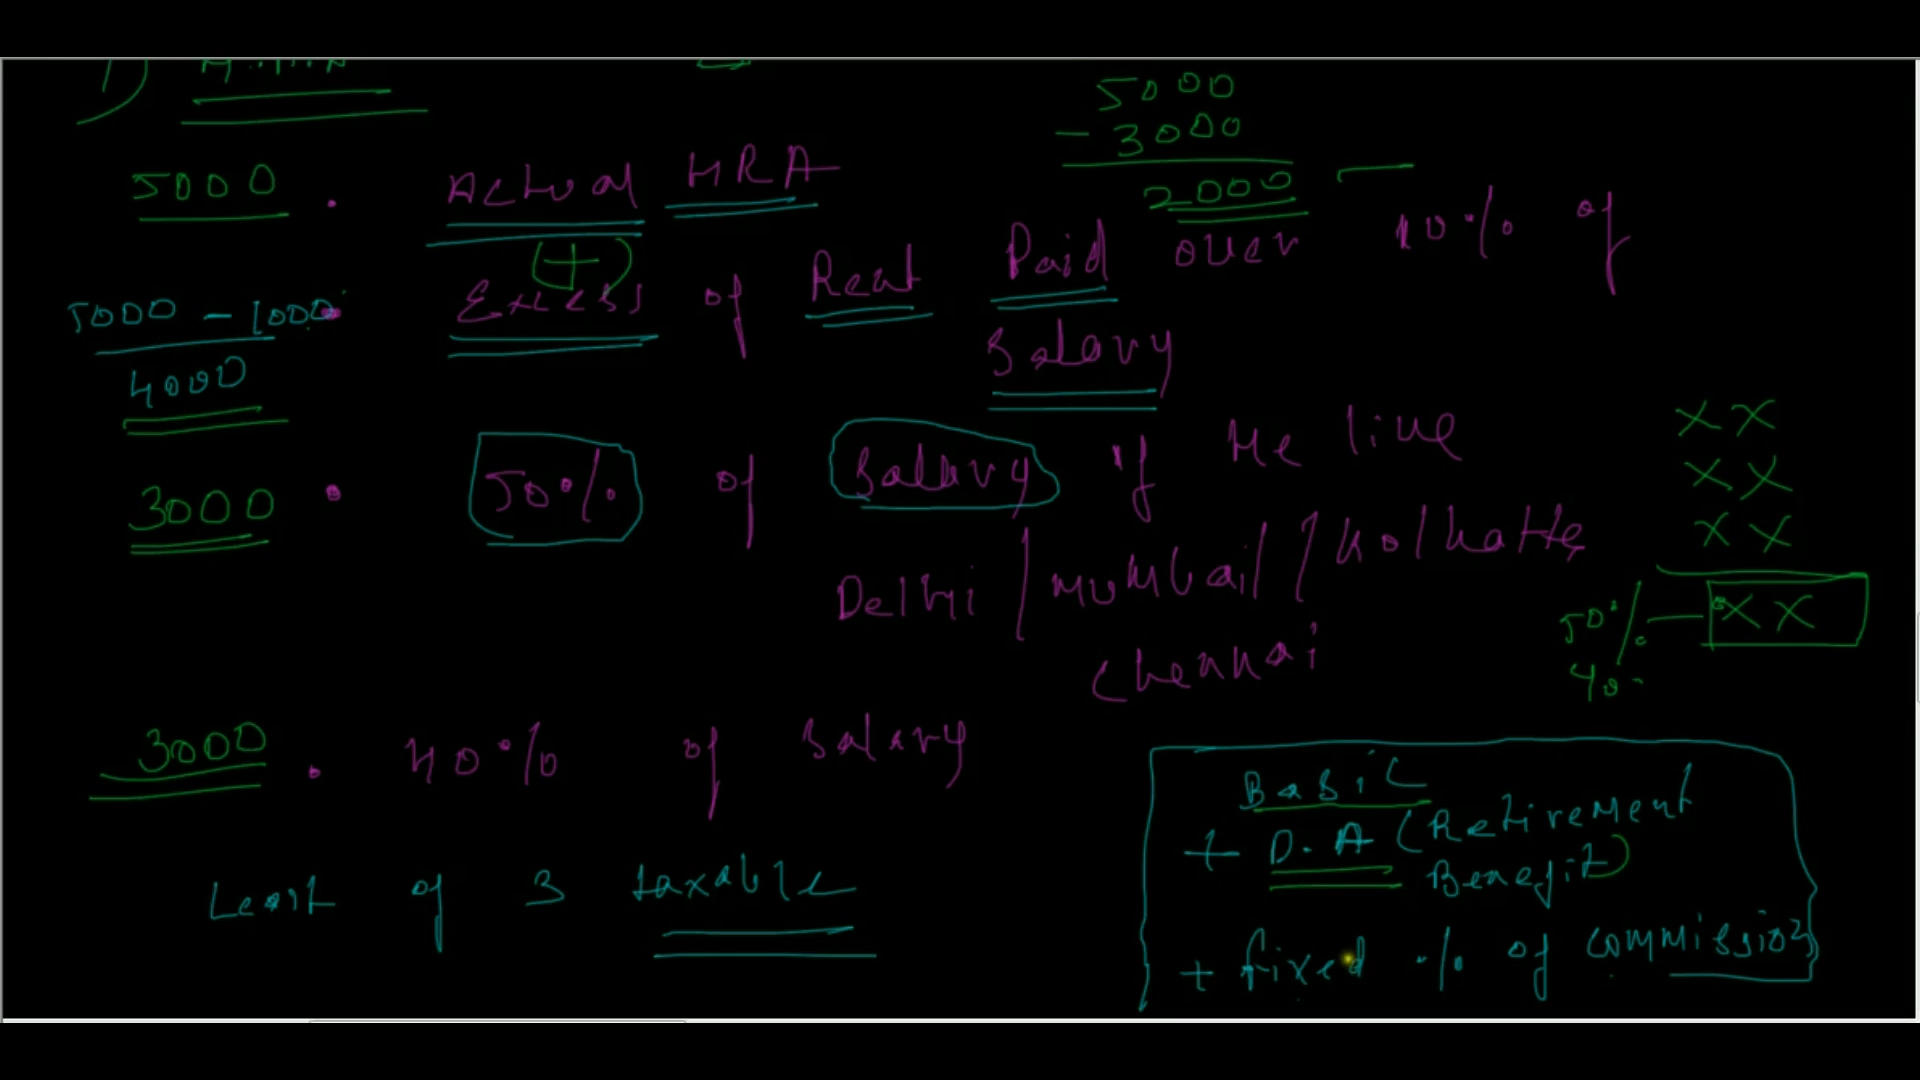 5000
- 3000
2000
5000 . Actual HRA
(+)
5000 - 1000 . Excess of Rent Paid over 10% of
Salary
4000
3000 . 50% of Salary if He live
Delhi / Mumbai / Kolkatta
Chennai
XX
XX
XX
50% XX
40
3000 . 40% of Salary
Least of 3 taxable
Basic
+ D.A (Retirement
Benefit)
+ fixed % of commission